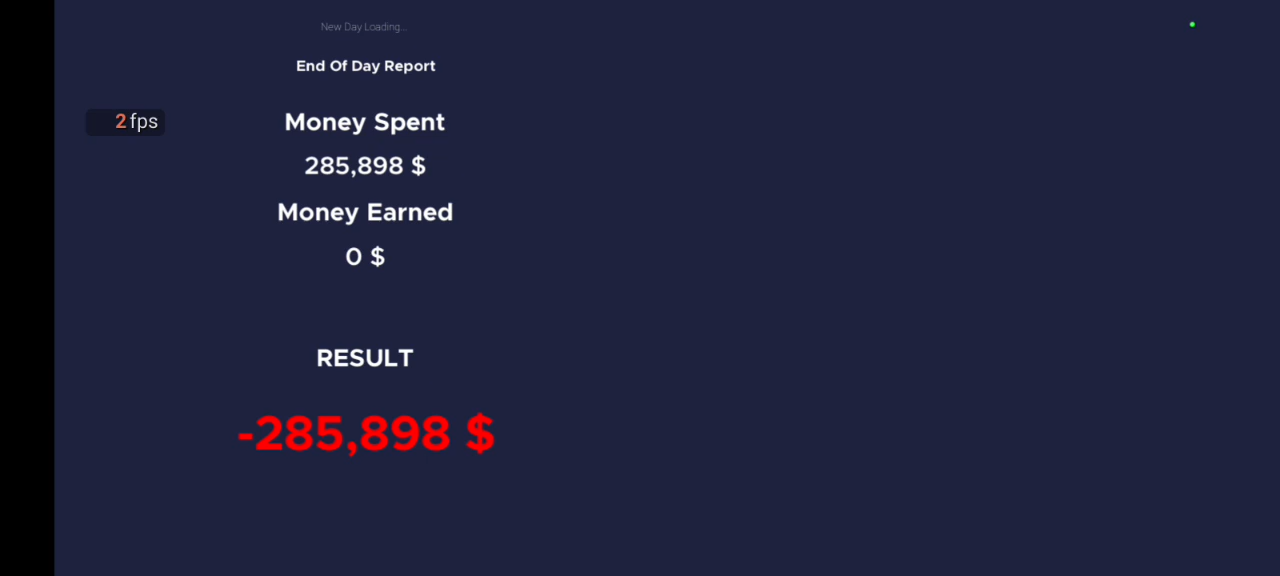 New Day Loading...
End Of Day Report
2 fps
Money Spent
285,898 $
Money Earned
0 $
RESULT
-285,898 $